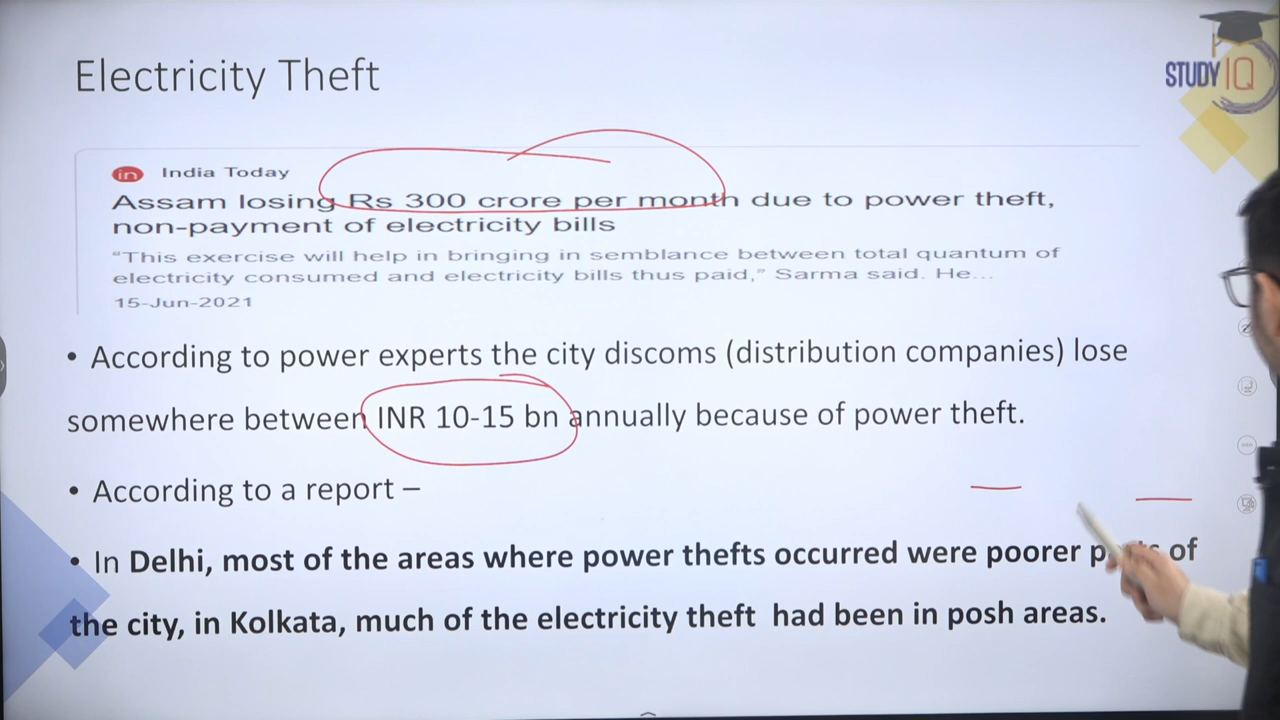 Electricity Theft
STUDY IQ
in India Today
Assam losing Rs 300 crore per month due to power theft,
non-payment of electricity bills
“This exercise will help in bringing in semblance between total quantum of
electricity consumed and electricity bills thus paid,” Sarma said. He...
15-Jun-2021
• According to power experts the city discoms (distribution companies) lose
somewhere between INR 10-15 bn annually because of power theft.
• According to a report –
• In Delhi, most of the areas where power thefts occurred were poorer of
the city, in Kolkata, much of the electricity theft had been in posh areas.